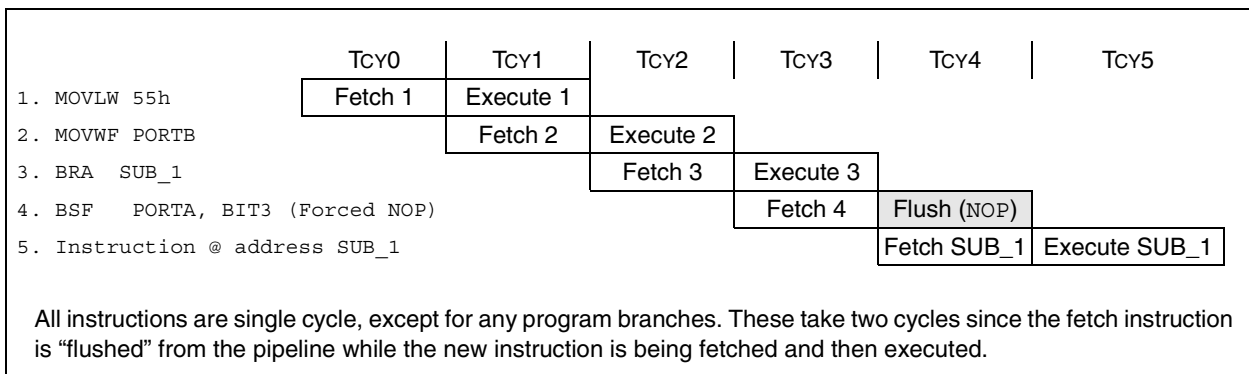 TCY0 TCY1 TCY2 TCY3 TCY4 TCY5
1. MOVLW 55h Fetch 1 Execute 1
2. MOVWF PORTB Fetch 2 Execute 2
3. BRA SUB_1 Fetch 3 Execute 3
4. BSF PORTA, BIT3 (Forced NOP) Fetch 4 Flush (NOP)
5. Instruction @ address SUB_1 Fetch SUB_1 Execute SUB_1
All instructions are single cycle, except for any program branches. These take two cycles since the fetch instruction
is “flushed” from the pipeline while the new instruction is being fetched and then executed.